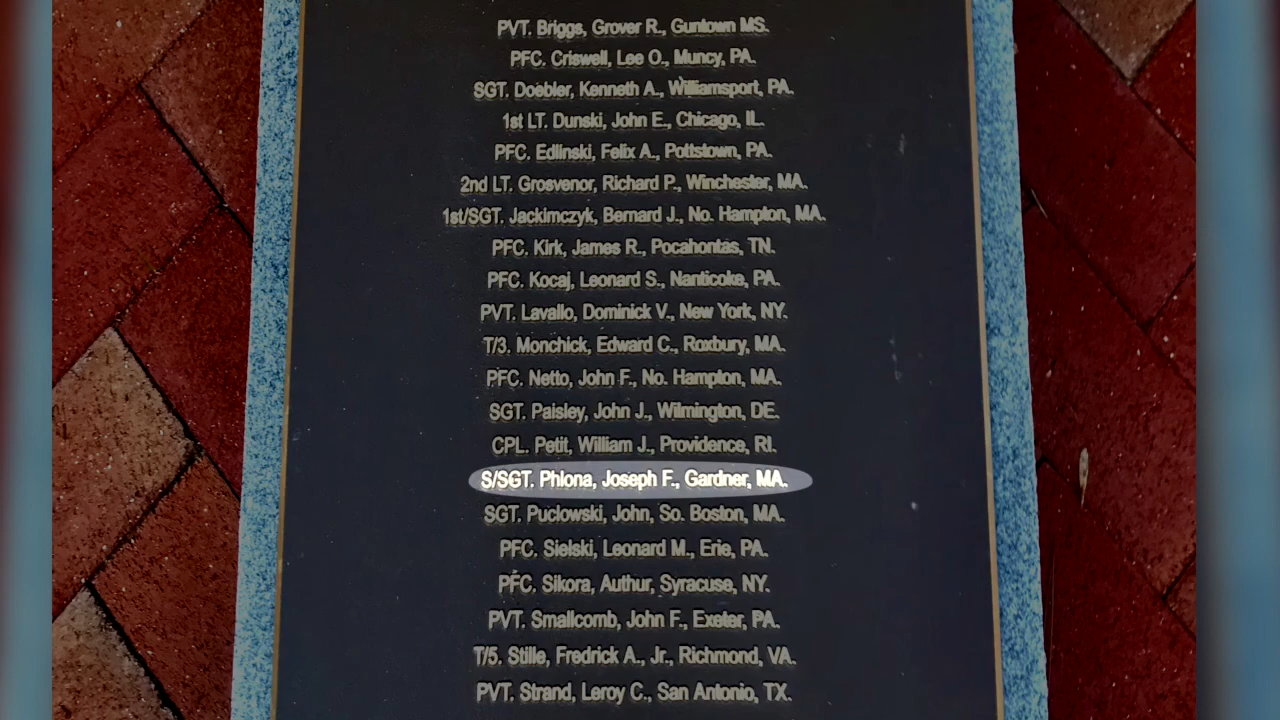 PVT. Briggs, Grover R., Guntown MS.
PFC. Criswell, Lee O., Muncy, PA.
SGT. Doebler, Kenneth A., Williamsport, PA.
1st LT. Dunski, John E., Chicago, IL.
PFC. Edlinski, Felix A., Pottstown, PA.
2nd LT. Grosvenor, Richard P., Winchester, MA.
1st/SGT. Jackimczyk, Bernard J., No. Hampton, MA.
PFC. Kirk, James R., Pocahontas, TN.
PFC. Kocaj, Leonard S., Nanticoke, PA.
PVT. Lavallo, Dominick V., New York, NY.
T/3. Monchick, Edward C., Roxbury, MA.
PFC. Netto, John F., No. Hampton, MA.
SGT. Paisley, John J., Wilmington, DE.
CPL. Petit, William J., Providence, RI.
S/SGT. Phlona, Joseph F., Gardner, MA.
SGT. Puclowski, John, So. Boston, MA.
PFC. Sielski, Leonard M., Erie, PA.
PFC. Sikora, Authur, Syracuse, NY.
PVT. Smallcomb, John F., Exeter, PA.
T/5. Stille, Fredrick A., Jr., Richmond, VA.
PVT. Strand, Leroy C., San Antonio, TX.